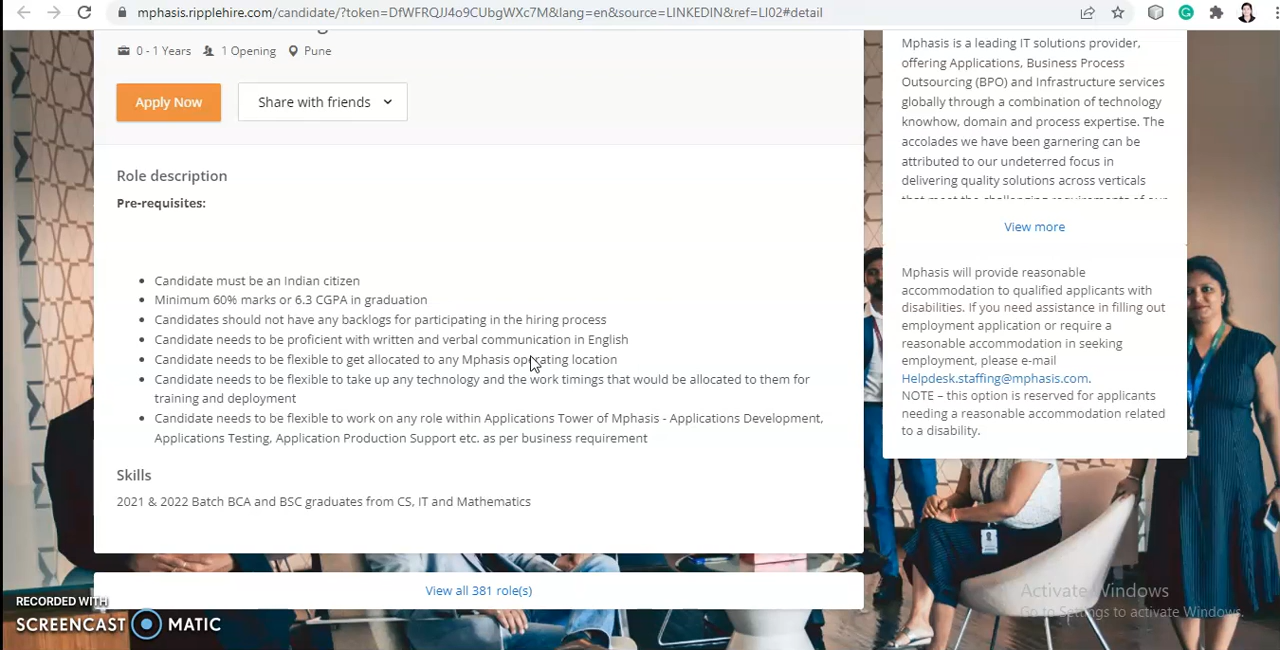 mphasis.ripplehire.com/candidate/?token=DfWFRQJJ4o9CUbgWXc7M&lang=en&source=LINKEDIN&ref=LI02#detail
0 - 1 Years 1 Opening Pune
Apply Now Share with friends
Role description
Pre-requisites:
• Candidate must be an Indian citizen
• Minimum 60% marks or 6.3 CGPA in graduation
• Candidates should not have any backlogs for participating in the hiring process
• Candidate needs to be proficient with written and verbal communication in English
• Candidate needs to be flexible to get allocated to any Mphasis operating location
• Candidate needs to be flexible to take up any technology and the work timings that would be allocated to them for
training and deployment
• Candidate needs to be flexible to work on any role within Applications Tower of Mphasis - Applications Development,
Applications Testing, Application Production Support etc. as per business requirement
Skills
2021 & 2022 Batch BCA and BSC graduates from CS, IT and Mathematics
View all 381 role(s)
Mphasis is a leading IT solutions provider,
offering Applications, Business Process
Outsourcing (BPO) and Infrastructure services
globally through a combination of technology
knowhow, domain and process expertise. The
accolades we have been garnering can be
attributed to our undeterred focus in
delivering quality solutions across verticals
that meet the challenging requirements of our
View more
Mphasis will provide reasonable
accommodation to qualified applicants with
disabilities. If you need assistance in filling out
employment application or require a
reasonable accommodation in seeking
employment, please e-mail
Helpdesk.staffing@mphasis.com.
NOTE – this option is reserved for applicants
needing a reasonable accommodation related
to a disability.
Activate Windows
Go to Settings to activate Windows.
RECORDED WITH
SCREENCAST MATIC